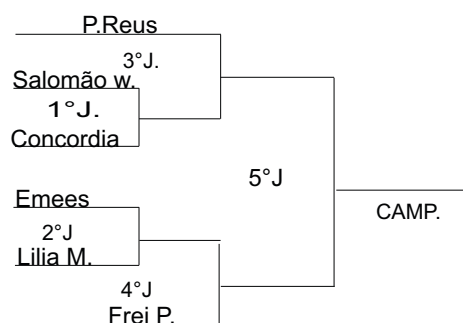 P.Reus
3°J.
Salomão w.
1°J.
Concordia
5°J
Emees
CAMP.
2°J
Lilia M.
4°J
Frei P.